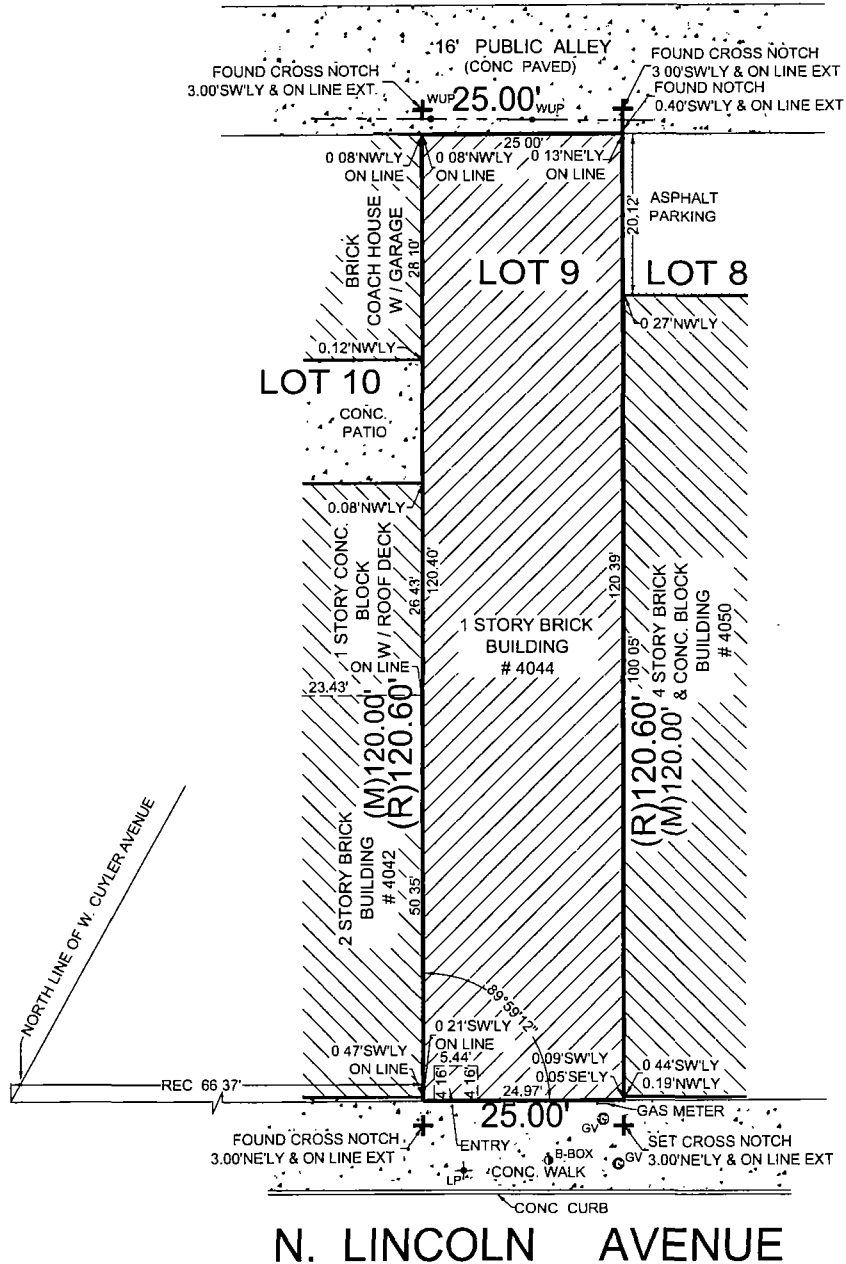 16' PUBLIC ALLEY
(CONC PAVED)
FOUND CROSS NOTCH
3.00'SW'LY & ON LINE EXT.
WUP
25.00'
WUP
FOUND CROSS NOTCH
3 00'SW'LY & ON LINE EXT
FOUND NOTCH
0.40'SW'LY & ON LINE EXT
25 00'
0 08'NW'LY
ON LINE
0 08'NW'LY
ON LINE
0 13'NE'LY
ON LINE
20.12'
ASPHALT
PARKING
BRICK
COACH HOUSE
W / GARAGE
28 10'
LOT 9
LOT 8
0 27'NW'LY
0.12'NW'LY
LOT 10
CONC.
PATIO
0.08'NW'LY
1 STORY CONC.
BLOCK
W / ROOF DECK
26 43'
120.40'
120 39'
1 STORY BRICK
BUILDING
# 4044
100 05'
4 STORY BRICK
& CONC. BLOCK
BUILDING
# 4050
ON LINE
23.43'
(M)120.00'
(R)120.60'
(R)120.60'
(M)120.00'
2 STORY BRICK
BUILDING
# 4042
50 35'
NORTH LINE OF W. CUYLER AVENUE
89°59'12"
0 47'SW'LY
ON LINE
0 21'SW'LY
ON LINE
5.44'
4 16'
4 16'
0.09'SW'LY
0.05'SE'LY
0 44'SW'LY
0.19'NW'LY
REC 66 37'
24.97'
25.00'
GAS METER
GV
FOUND CROSS NOTCH
3.00'NE'LY & ON LINE EXT
ENTRY
SET CROSS NOTCH
3.00'NE'LY & ON LINE EXT
B-BOX
GV
LP
CONC. WALK
CONC CURB
N. LINCOLN AVENUE